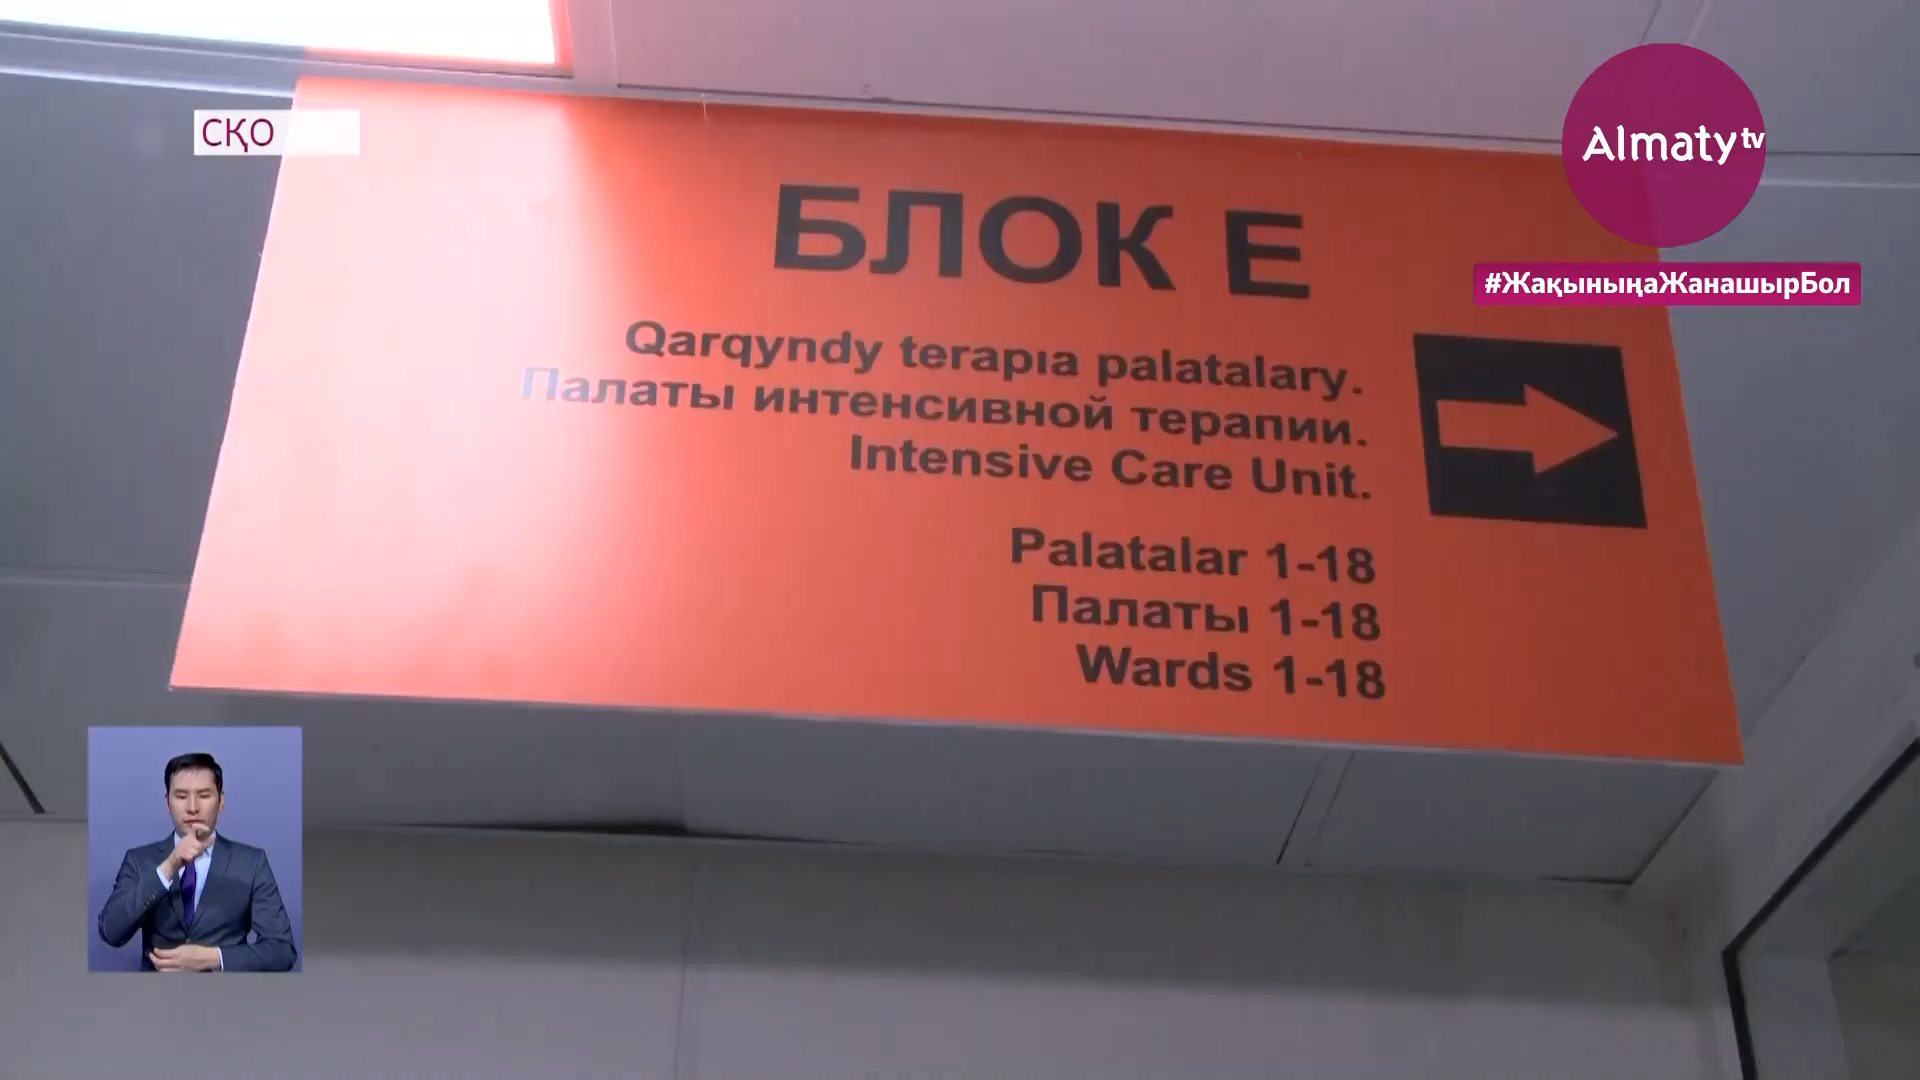 СҚО
Almaty tv
#ЖақыныңаЖанашырБол
БЛОК Е
Qarqyndy terapıa palatalary.
Палаты интенсивной терапии.
Intensive Care Unit.
Palatalar 1-18
Палаты 1-18
Wards 1-18